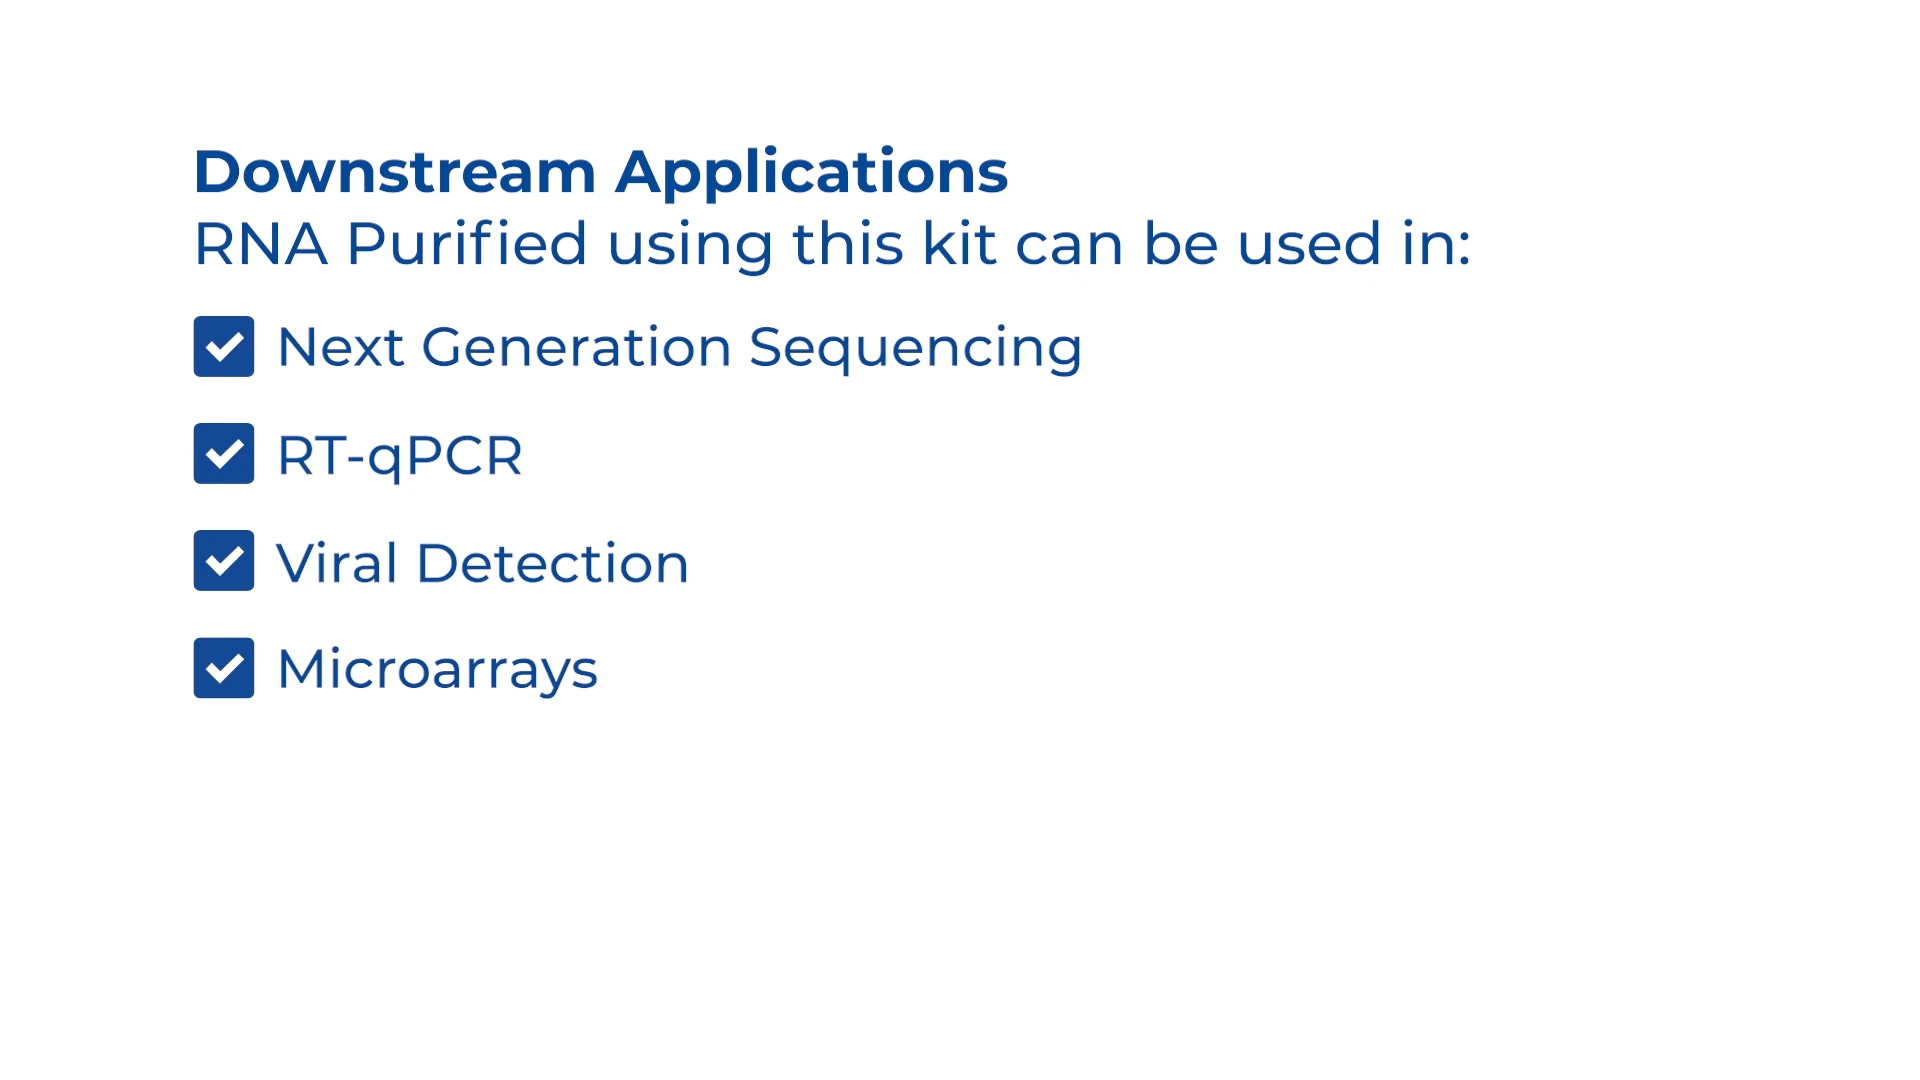 Downstream Applications
RNA Purified using this kit can be used in:
Next Generation Sequencing
RT-qPCR
Viral Detection
Microarrays